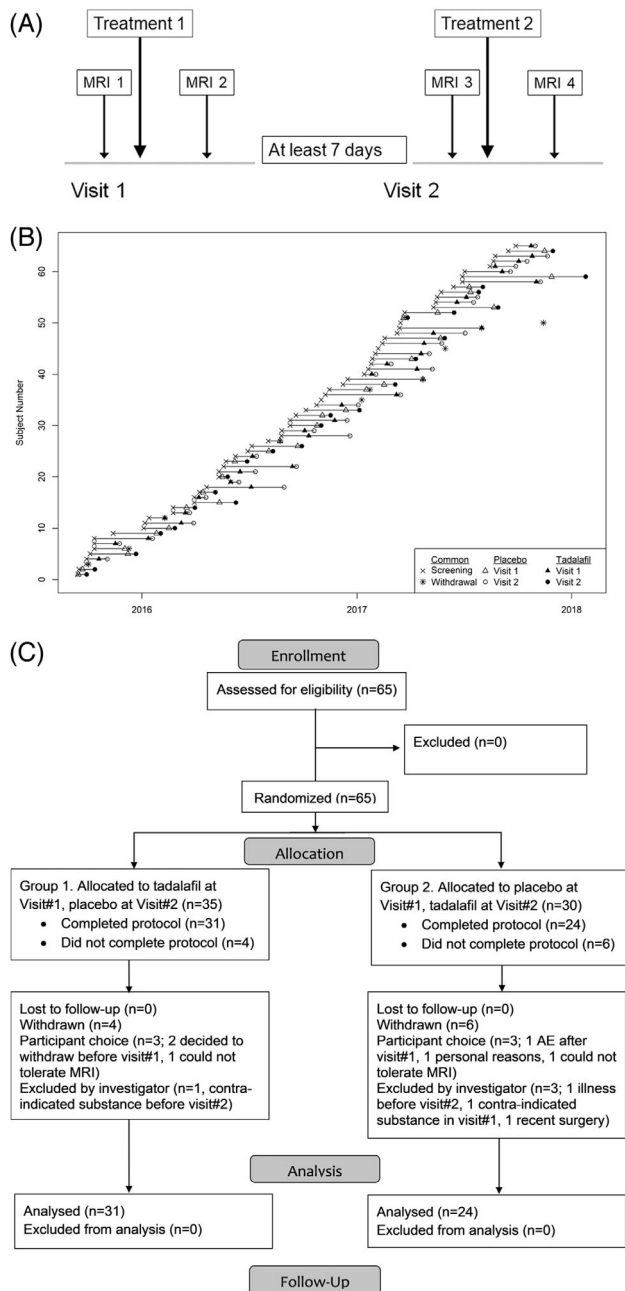 (A)
Treatment 1
Treatment 2
MRI 1
MRI 2
MRI 3
MRI 4
At least 7 days
Visit 1
Visit 2
(B)
Subject Number
60
50
40
30
20
10
0
2016
2017
2018
Common
Placebo
Tadalafil
Screening
Visit 1
Visit 1
Withdrawal
Visit 2
Visit 2
(C)
Enrollment
Assessed for eligibility (n=65)
Excluded (n=0)
Randomized (n=65)
Allocation
Group 1. Allocated to tadalafil at
Visit#1, placebo at Visit#2 (n=35)
• Completed protocol (n=31)
• Did not complete protocol (n=4)
Group 2. Allocated to placebo at
Visit#1, tadalafil at Visit#2 (n=30)
• Completed protocol (n=24)
• Did not complete protocol (n=6)
Lost to follow-up (n=0)
Withdrawn (n=4)
Participant choice (n=3; 2 decided to
withdraw before visit#1, 1 could not
tolerate MRI)
Excluded by investigator (n=1, contra-
indicated substance before visit#2)
Lost to follow-up (n=0)
Withdrawn (n=6)
Participant choice (n=3; 1 AE after
visit#1, 1 personal reasons, 1 could not
tolerate MRI)
Excluded by investigator (n=3; 1 illness
before visit#2, 1 contra-indicated
substance in visit#1, 1 recent surgery)
Analysis
Analysed (n=31)
Excluded from analysis (n=0)
Analysed (n=24)
Excluded from analysis (n=0)
Follow-Up